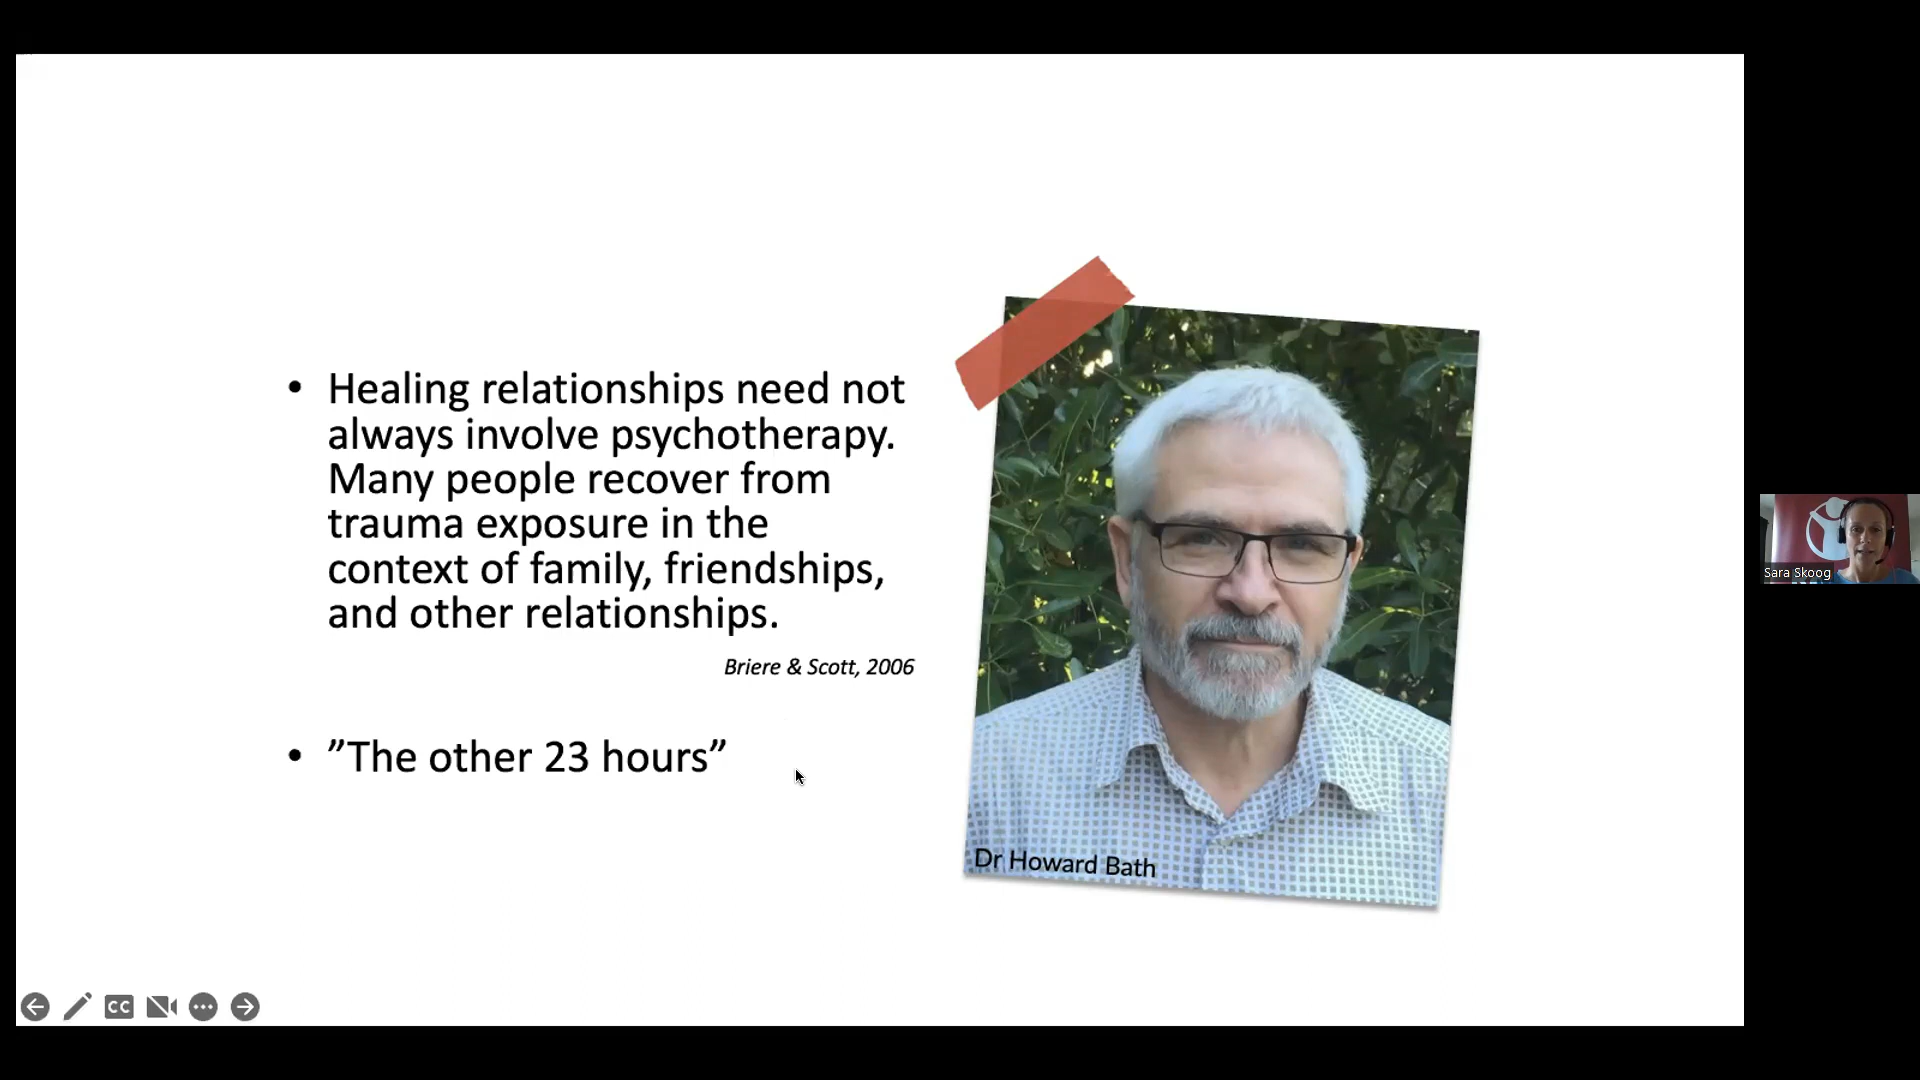 • Healing relationships need not
always involve psychotherapy.
Many people recover from
trauma exposure in the
context of family, friendships,
and other relationships.
Briere & Scott, 2006
• ”The other 23 hours”
Dr Howard Bath
Sara Skoog
CC